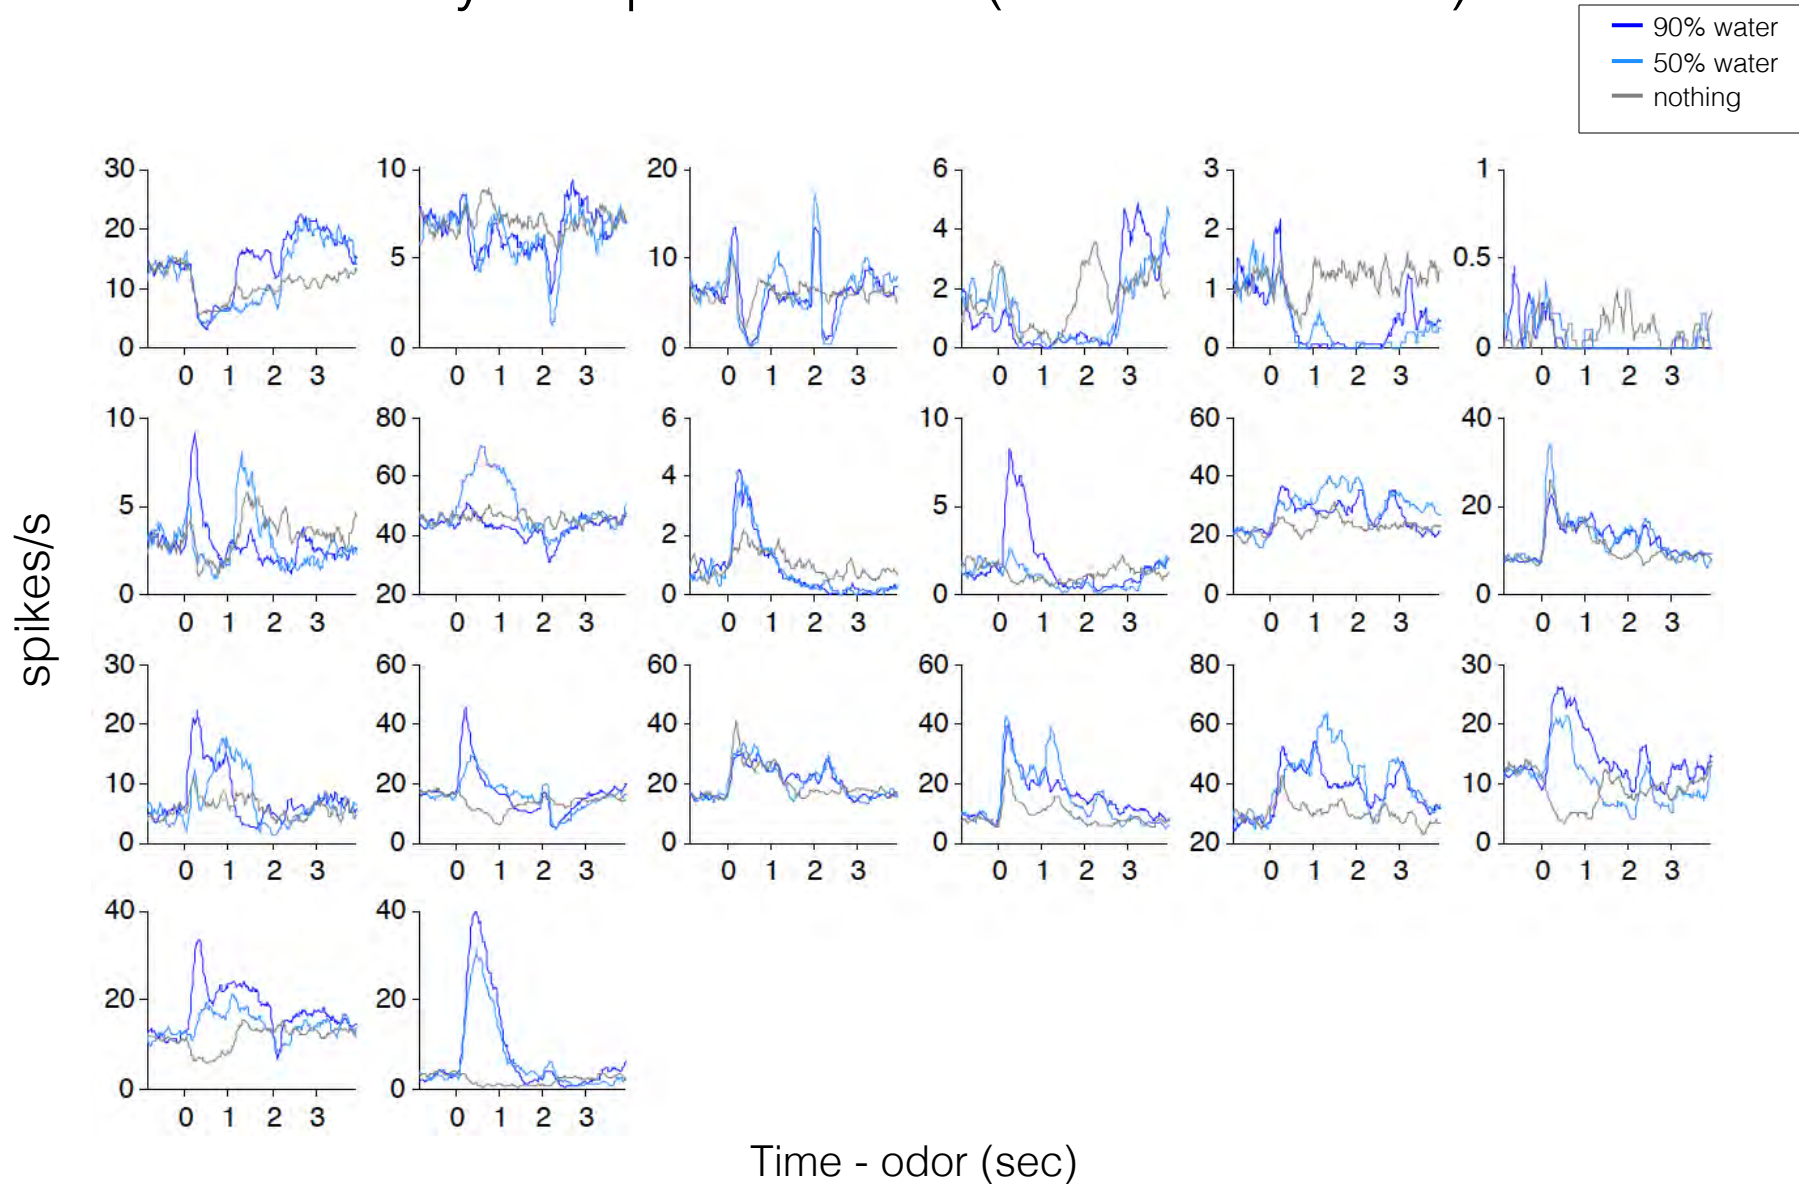 90% water
50% water
nothing
30 10 20 6 3 1
20 4 2
5 10 0.5
10 2 1
0 0 0 0 0 0
0 1 2 3 0 1 2 3 0 1 2 3 0 1 2 3 0 1 2 3 0 1 2 3
10 80 6 10 60 40
60 4 40
5 5 20
40 2 20
0 20 0 0 0 0
0 1 2 3 0 1 2 3 0 1 2 3 0 1 2 3 0 1 2 3 0 1 2 3
spikes/s
30 60 60 60 80 30
20 40 40 40 60 20
10 20 20 20 40 10
0 0 0 0 20 0
0 1 2 3 0 1 2 3 0 1 2 3 0 1 2 3 0 1 2 3 0 1 2 3
40 40
20 20
0 0
0 1 2 3 0 1 2 3
Time - odor (sec)